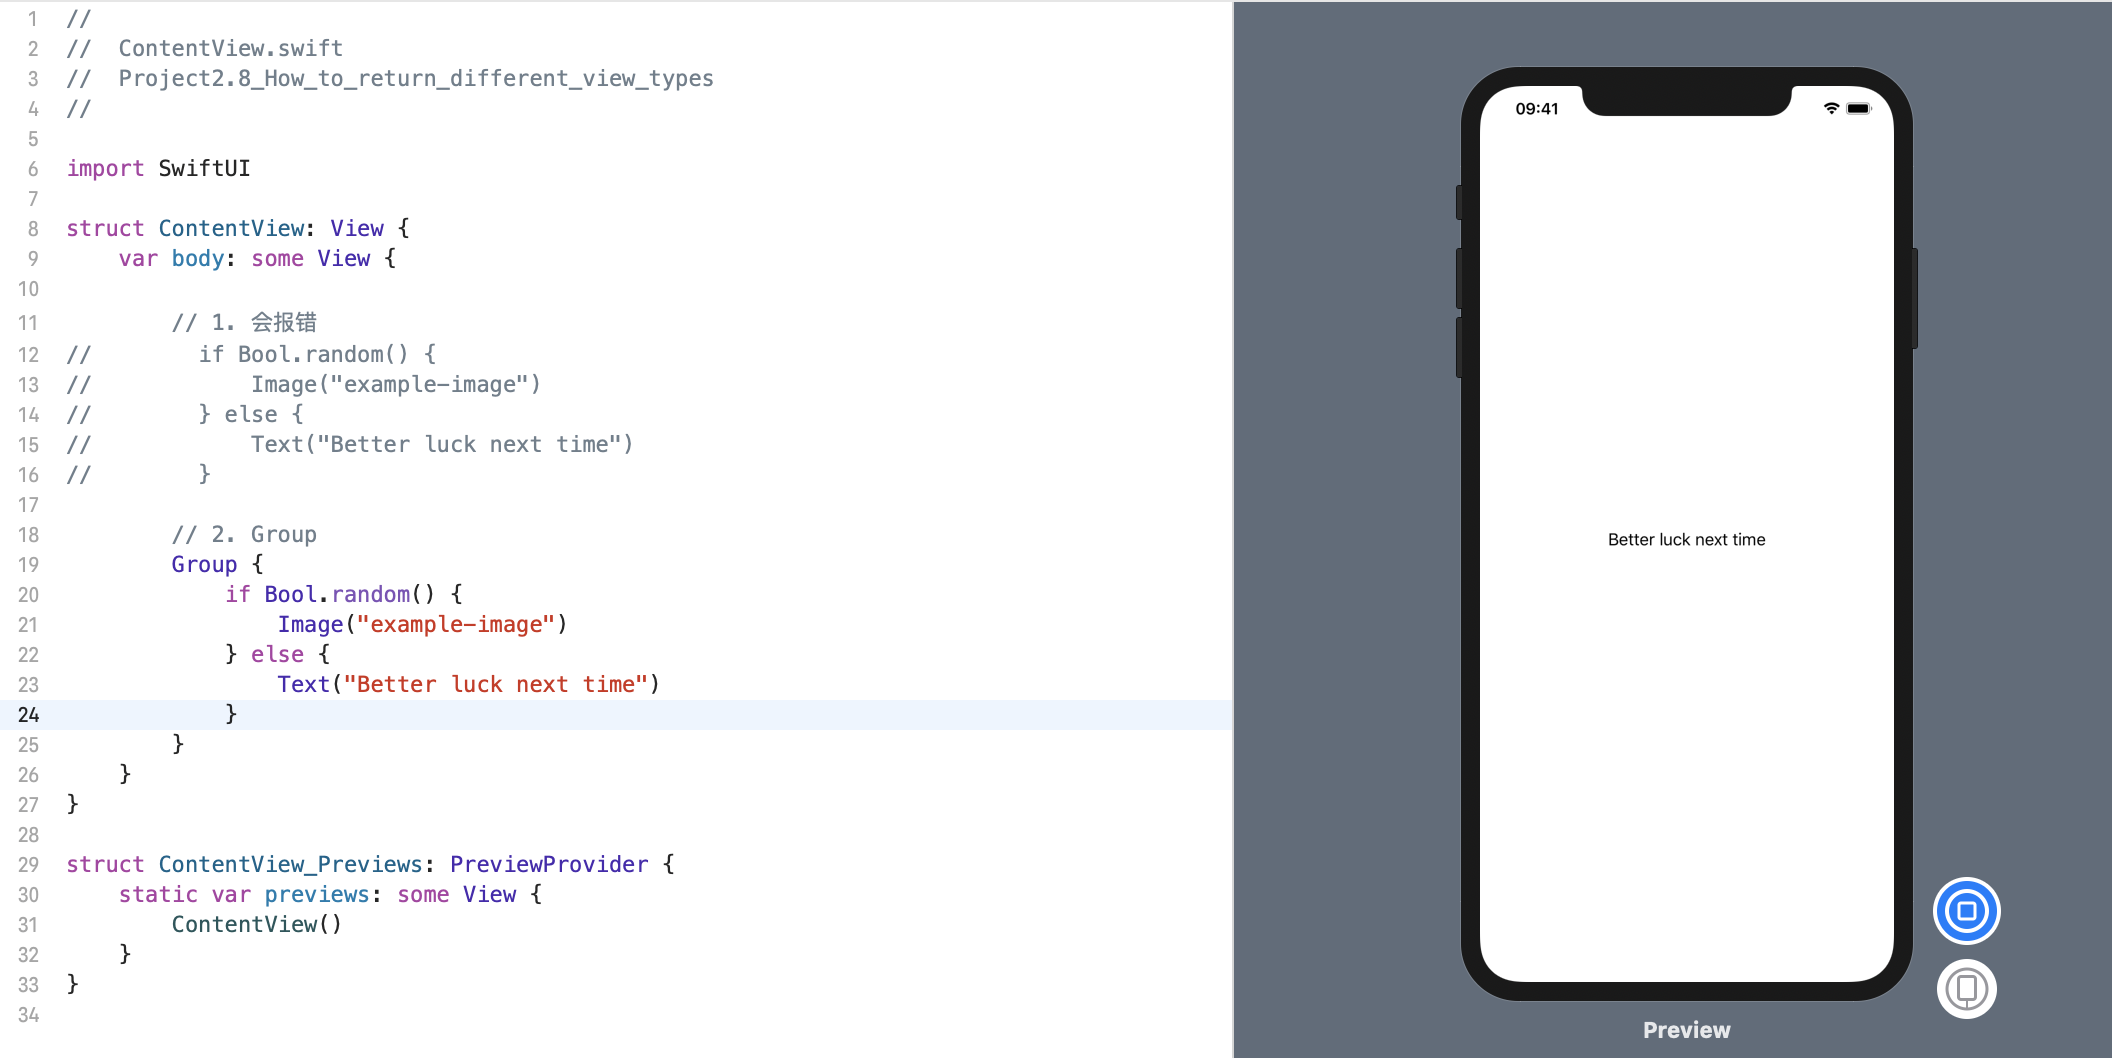 1 //
2 //  ContentView.swift
3 //  Project2.8_How_to_return_different_view_types
4 //
5
6 import SwiftUI
7
8 struct ContentView: View {
9     var body: some View {
10
11         // 1. 会报错
12 //        if Bool.random() {
13 //            Image("example-image")
14 //        } else {
15 //            Text("Better luck next time")
16 //        }
17
18         // 2. Group
19         Group {
20             if Bool.random() {
21                 Image("example-image")
22             } else {
23                 Text("Better luck next time")
24             }
25         }
26     }
27 }
28
29 struct ContentView_Previews: PreviewProvider {
30     static var previews: some View {
31         ContentView()
32     }
33 }
34
09:41
Better luck next time
Preview